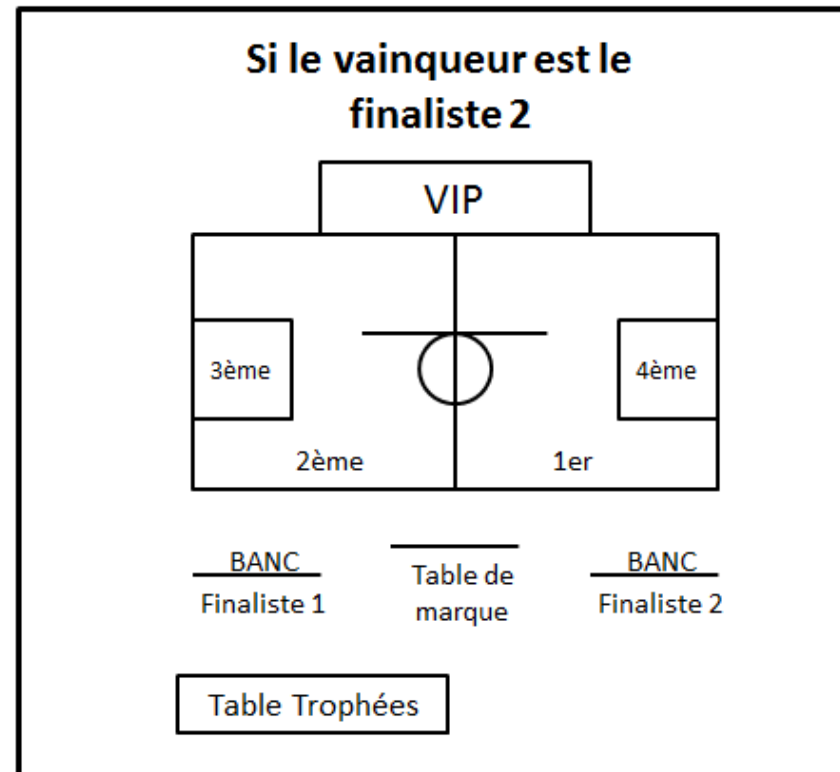 Si le vainqueur est le
finaliste 2
VIP
3ème
4ème
2ème
1er
BANC
Finaliste 1
Table de
marque
BANC
Finaliste 2
Table Trophées